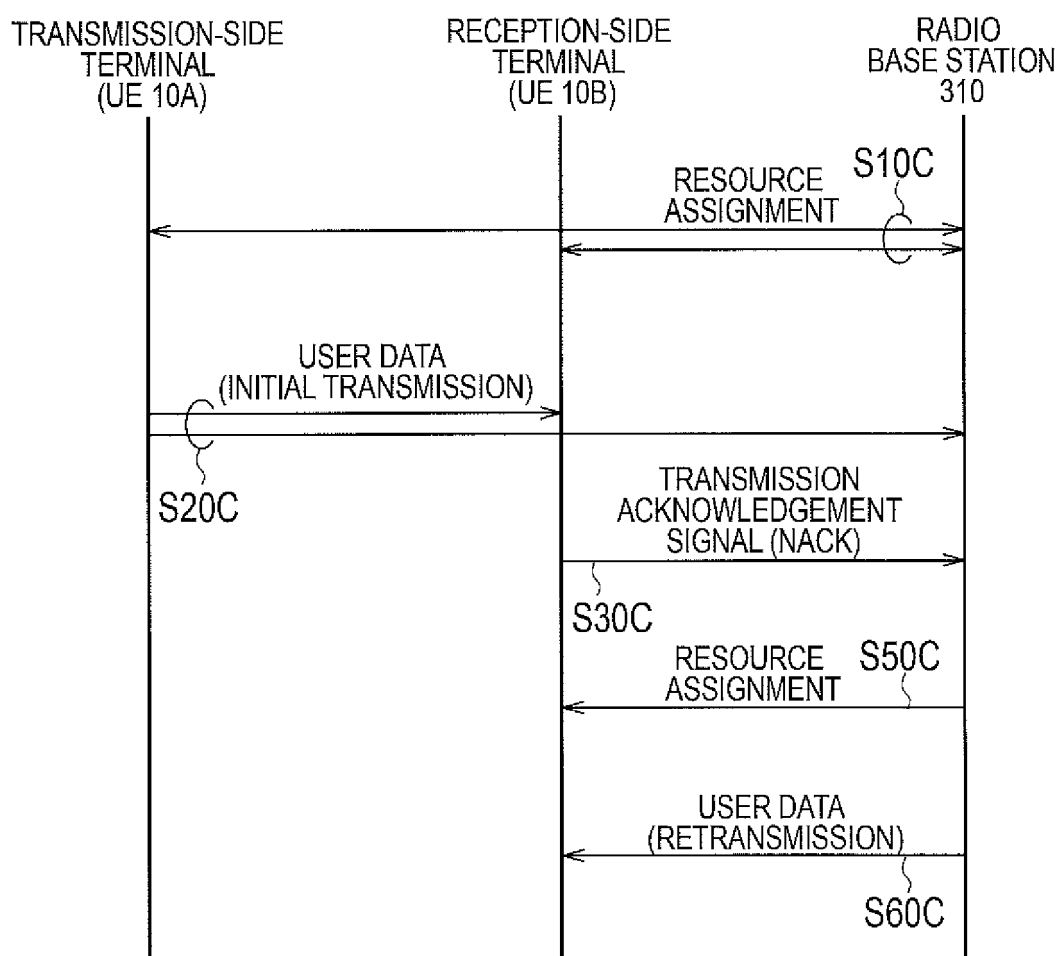 TRANSMISSION-SIDE
TERMINAL
(UE 10A)
RECEPTION-SIDE
TERMINAL
(UE 10B)
RADIO
BASE STATION
310
S10C
RESOURCE
ASSIGNMENT
USER DATA
(INITIAL TRANSMISSION)
S20C
TRANSMISSION
ACKNOWLEDGEMENT
SIGNAL (NACK)
S30C
RESOURCE
ASSIGNMENT
S50C
USER DATA
(RETRANSMISSION)
S60C